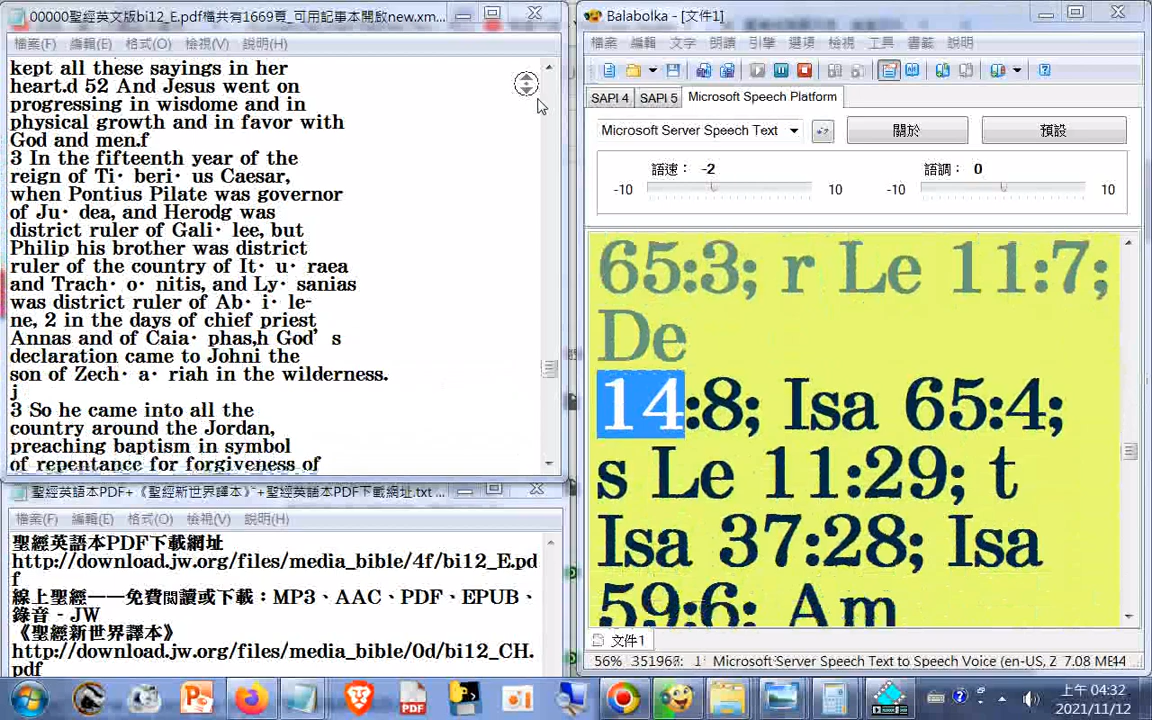 00000聖經英文版bi12_E.pdf檔共有1669頁_可用記事本開啟new.xm...
檔案(F) 編輯(E) 格式(O) 檢視(V) 說明(H)
kept all these sayings in her
heart.d 52 And Jesus went on
progressing in wisdome and in
physical growth and in favor with
God and men.f
3 In the fifteenth year of the
reign of Ti· beri· us Caesar,
when Pontius Pilate was governor
of Ju· dea, and Herodg was
district ruler of Gali· lee, but
Philip his brother was district
ruler of the country of It· u· raea
and Trach· o· nitis, and Ly· sanias
was district ruler of Ab· i· le-
ne, 2 in the days of chief priest
Annas and of Caia· phas,h God’ s
declaration came to Johni the
son of Zech· a· riah in the wilderness.
j
3 So he came into all the
country around the Jordan,
preaching baptism in symbol
of repentance for forgiveness of
聖經英語本PDF+《聖經新世界譯本》+聖經英語本PDF下載網址.txt ...
檔案(F) 編輯(E) 格式(O) 檢視(V) 說明(H)
聖經英語本PDF下載網址
http://download.jw.org/files/media_bible/4f/bi12_E.pd
f
線上聖經——免費閱讀或下載：MP3、AAC、PDF、EPUB、
錄音 - JW
《聖經新世界譯本》
http://download.jw.org/files/media_bible/0d/bi12_CH.
pdf
Balabolka - [文件1]
檔案 編輯 文字 朗讀 引擎 選項 檢視 工具 書籤 說明
SAPI 4 SAPI 5 Microsoft Speech Platform
Microsoft Server Speech Text 關於 預設
語速： -2 語調： 0
-10 10 -10 10
65:3; r Le 11:7;
De
14:8; Isa 65:4;
s Le 11:29; t
Isa 37:28; Isa
59:6; Am
文件1
56% Microsoft Server Speech Text to Speech Voice (en-US, Z 7.08 MB
上午 04:32
2021/11/12